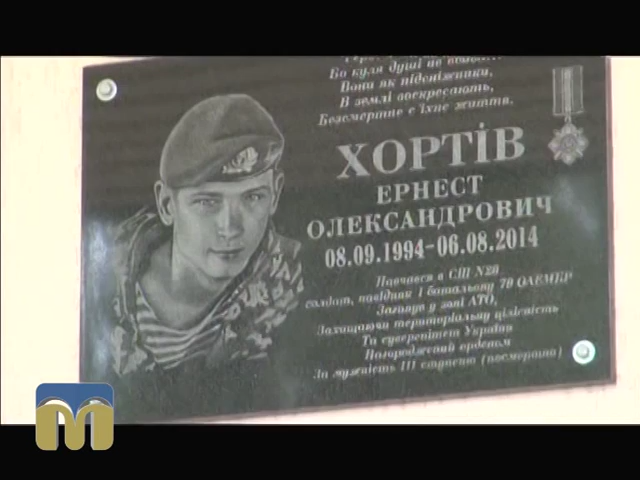 Бо куля душі не
Вони як підсніжники,
В землі воскресають,
Безсмертне є їхнє життя.
ХОРТІВ
ЕРНЕСТ
ОЛЕКСАНДРОВИЧ
08.09.1994-06.08.2014
Навчався в СШ N20
солдат, навідник 1 батальону 79 ОАЕМБР
Загинув у зоні АТО,
Захищаючи територіальну цілісність
Та суверенітет України
Нагороджений орденом
За мужність III ступеню (посмертно)